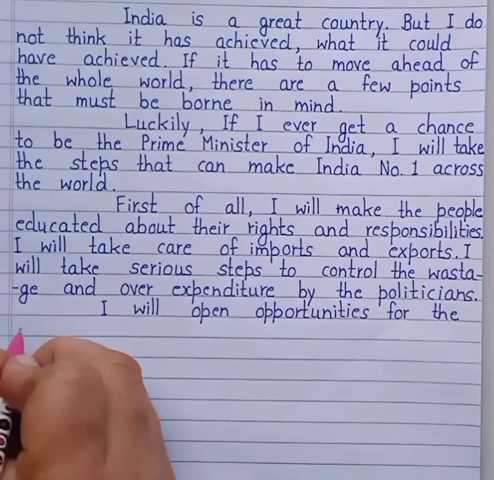 India is a great country. But I do
not think it has achieved, what it could
have achieved. If it has to move ahead of
the whole world, there are a few points
that must be borne in mind.
Luckily, If I ever get a chance
to be the Prime Minister of India, I will take
the steps that can make India No. 1 across
the world.
First of all, I will make the people
educated about their rights and responsibilities.
I will take care of imports and exports. I
will take serious steps to control the wasta-
-ge and over expenditure by the politicians.
I will open opportunities for the